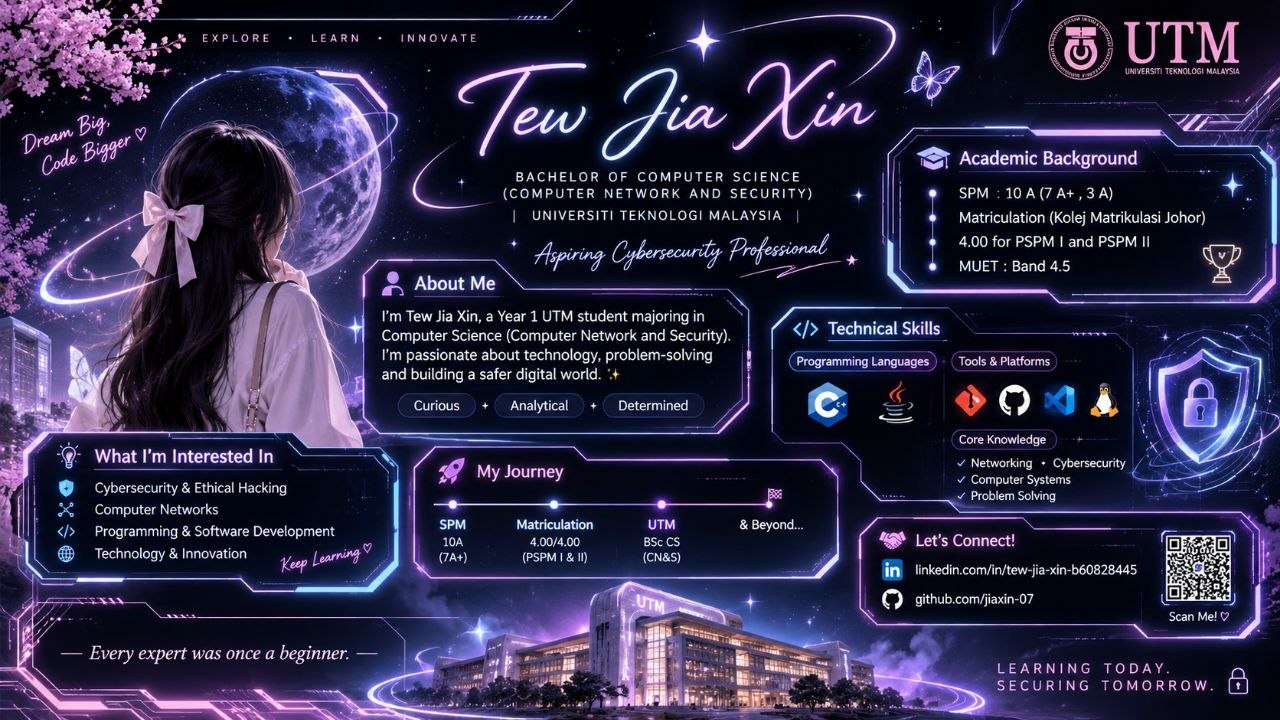 EXPLORE • LEARN • INNOVATE
UTM
UNIVERSITI TEKNOLOGI MALAYSIA
Dream Big,
Code Bigger ♡
Tew Jia Xin
BACHELOR OF COMPUTER SCIENCE
(COMPUTER NETWORK AND SECURITY)
| UNIVERSITI TEKNOLOGI MALAYSIA |
Aspiring Cybersecurity Professional
Academic Background
SPM : 10 A (7 A+ , 3 A)
Matriculation (Kolej Matrikulasi Johor)
4.00 for PSPM I and PSPM II
MUET : Band 4.5
About Me
I'm Tew Jia Xin, a Year 1 UTM student majoring in
Computer Science (Computer Network and Security).
I'm passionate about technology, problem-solving
and building a safer digital world. ✨
Curious + Analytical + Determined
</> Technical Skills
Programming Languages
C++
Java
Tools & Platforms
Core Knowledge
✓ Networking • Cybersecurity
✓ Computer Systems
✓ Problem Solving
What I'm Interested In
Cybersecurity & Ethical Hacking
Computer Networks
</> Programming & Software Development
Technology & Innovation
Keep Learning ♡
My Journey
SPM
10A
(7A+)
Matriculation
4.00/4.00
(PSPM I & II)
UTM
BSc CS
(CN&S)
& Beyond...
Let's Connect!
in linkedin.com/in/tew-jia-xin-b60828445
github.com/jiaxin-07
Scan Me! ♡
— Every expert was once a beginner. —
UTM
LEARNING TODAY.
SECURING TOMORROW.